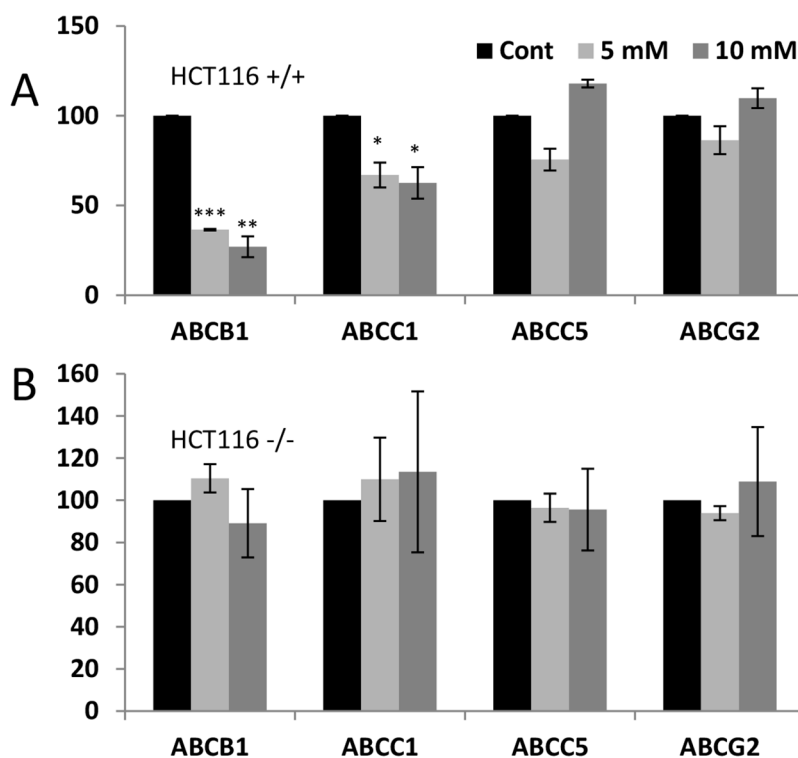 A
HCT116 +/+
Cont 5 mM 10 mM
150
100
50
0
*** ** * *
ABCB1 ABCC1 ABCC5 ABCG2
B
HCT116 -/-
160
140
120
100
80
60
40
20
0
ABCB1 ABCC1 ABCC5 ABCG2